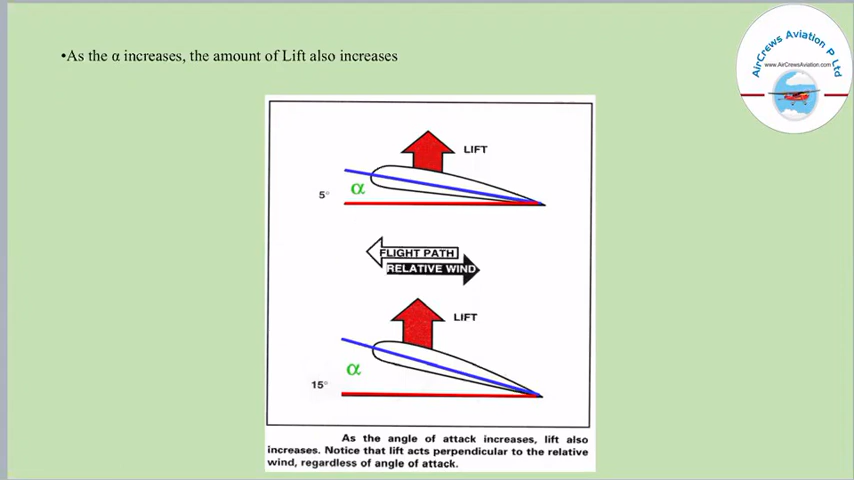 •As the α increases, the amount of Lift also increases
AirCrews Aviation P Ltd
www.AirCrewsAviation.com
LIFT
α
5°
FLIGHT PATH
RELATIVE WIND
LIFT
α
15°
As the angle of attack increases, lift also
increases. Notice that lift acts perpendicular to the relative
wind, regardless of angle of attack.